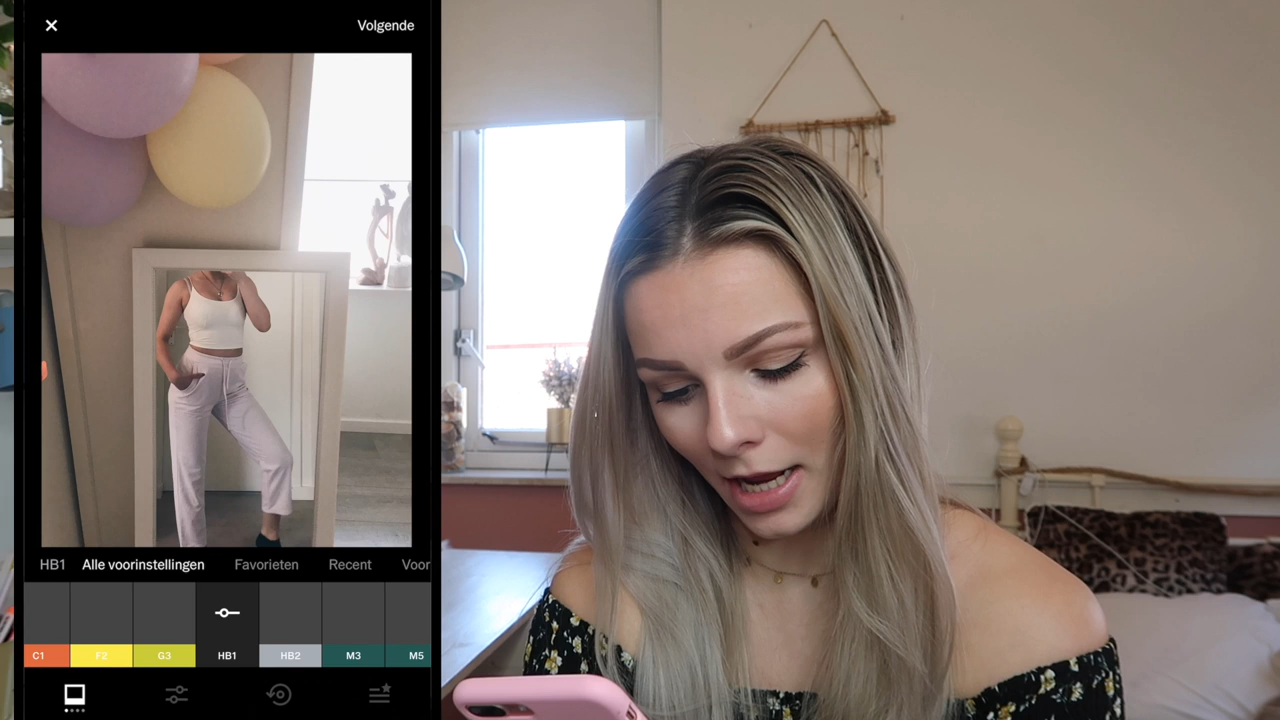 Volgende
HB1 Alle voorinstellingen Favorieten Recent Voor
C1 F2 G3 HB1 HB2 M3 M5